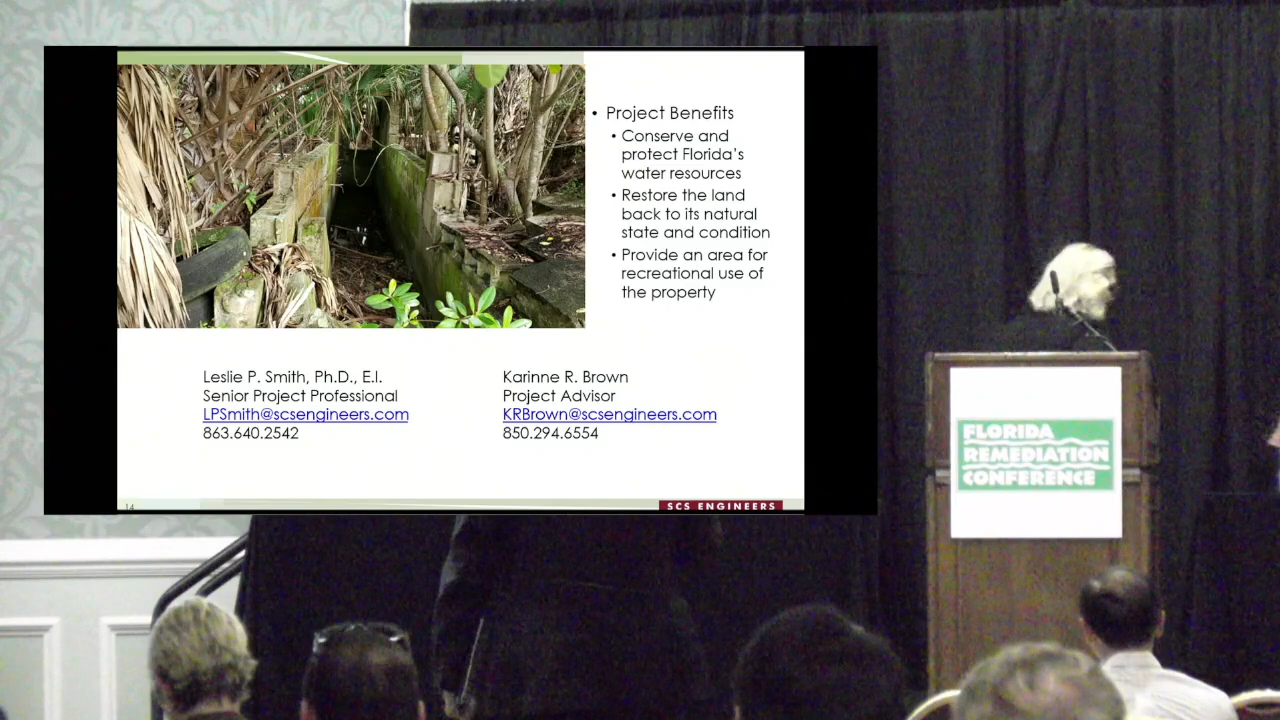 • Project Benefits
• Conserve and
protect Florida's
water resources
• Restore the land
back to its natural
state and condition
• Provide an area for
recreational use of
the property
Leslie P. Smith, Ph.D., E.I.
Senior Project Professional
LPSmith@scsengineers.com
863.640.2542
Karinne R. Brown
Project Advisor
KRBrown@scsengineers.com
850.294.6554
14
SCS ENGINEERS
FLORIDA
REMEDIATION
CONFERENCE